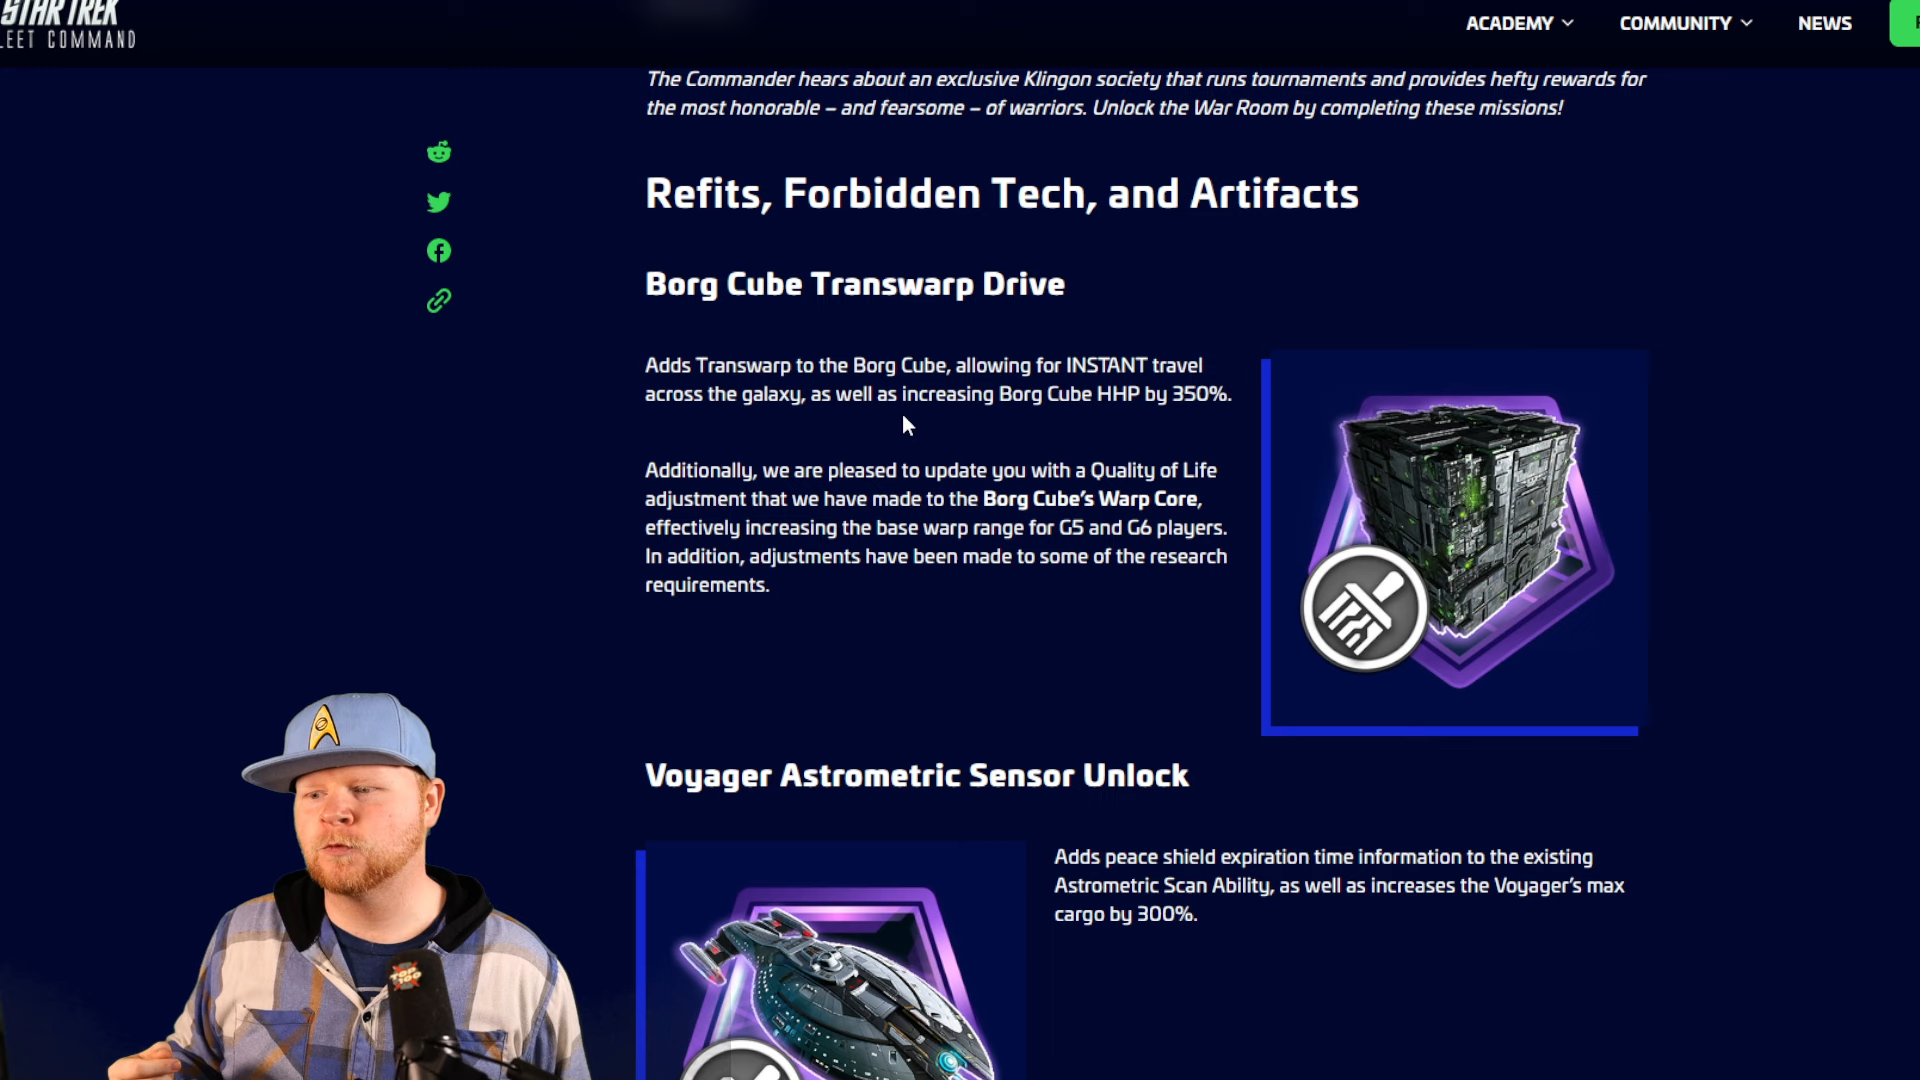 STAR TREK
LEET COMMAND
ACADEMY
COMMUNITY
NEWS
The Commander hears about an exclusive Klingon society that runs tournaments and provides hefty rewards for
the most honorable – and fearsome – of warriors. Unlock the War Room by completing these missions!
Refits, Forbidden Tech, and Artifacts
Borg Cube Transwarp Drive
Adds Transwarp to the Borg Cube, allowing for INSTANT travel
across the galaxy, as well as increasing Borg Cube HHP by 350%.
Additionally, we are pleased to update you with a Quality of Life
adjustment that we have made to the Borg Cube’s Warp Core,
effectively increasing the base warp range for G5 and G6 players.
In addition, adjustments have been made to some of the research
requirements.
Voyager Astrometric Sensor Unlock
Adds peace shield expiration time information to the existing
Astrometric Scan Ability, as well as increases the Voyager’s max
cargo by 300%.
TOP
100